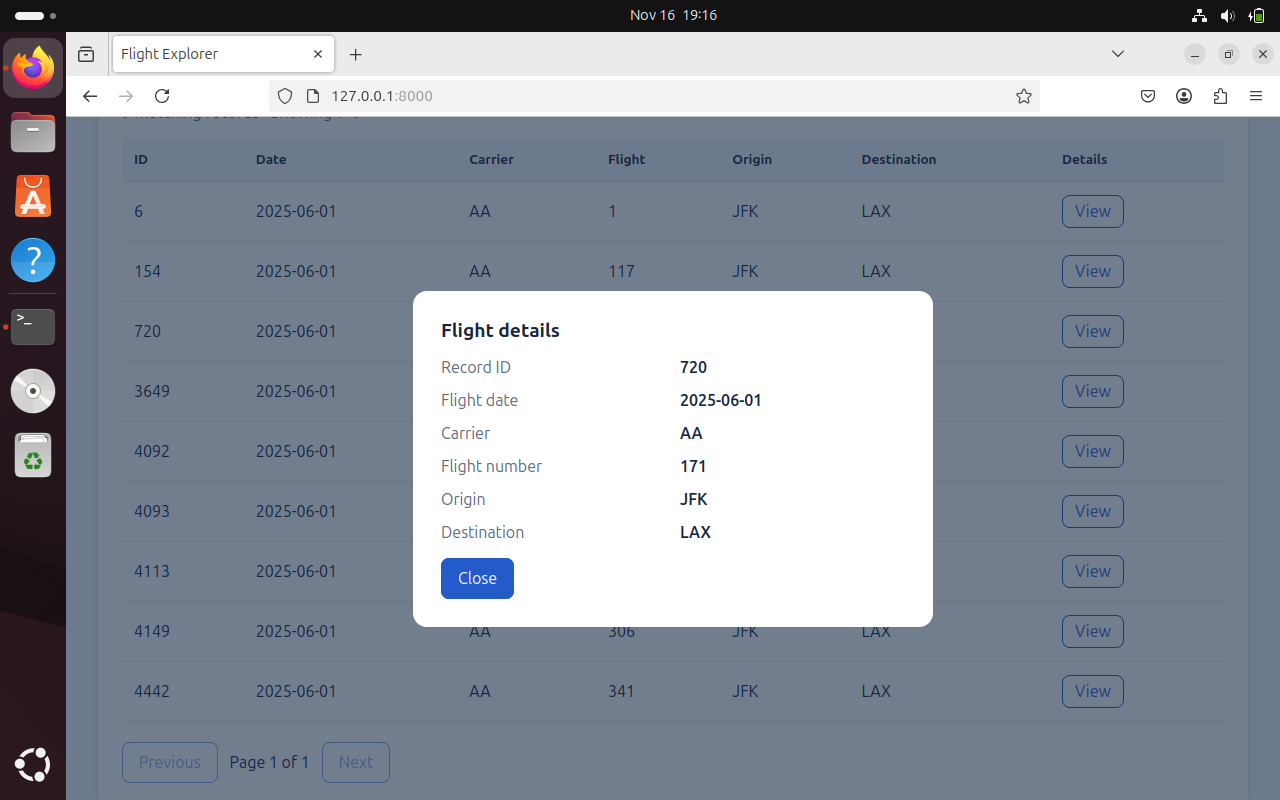 Nov 16 19:16
Flight Explorer
127.0.0.1:8000
ID Date Carrier Flight Origin Destination Details
6 2025-06-01 AA 1 JFK LAX View
154 2025-06-01 AA 117 JFK LAX View
720 2025-06-01 View
3649 2025-06-01 View
4092 2025-06-01 View
4093 2025-06-01 View
4113 2025-06-01 View
4149 2025-06-01 AA 306 JFK LAX View
4442 2025-06-01 AA 341 JFK LAX View
Previous Page 1 of 1 Next
Flight details
Record ID 720
Flight date 2025-06-01
Carrier AA
Flight number 171
Origin JFK
Destination LAX
Close